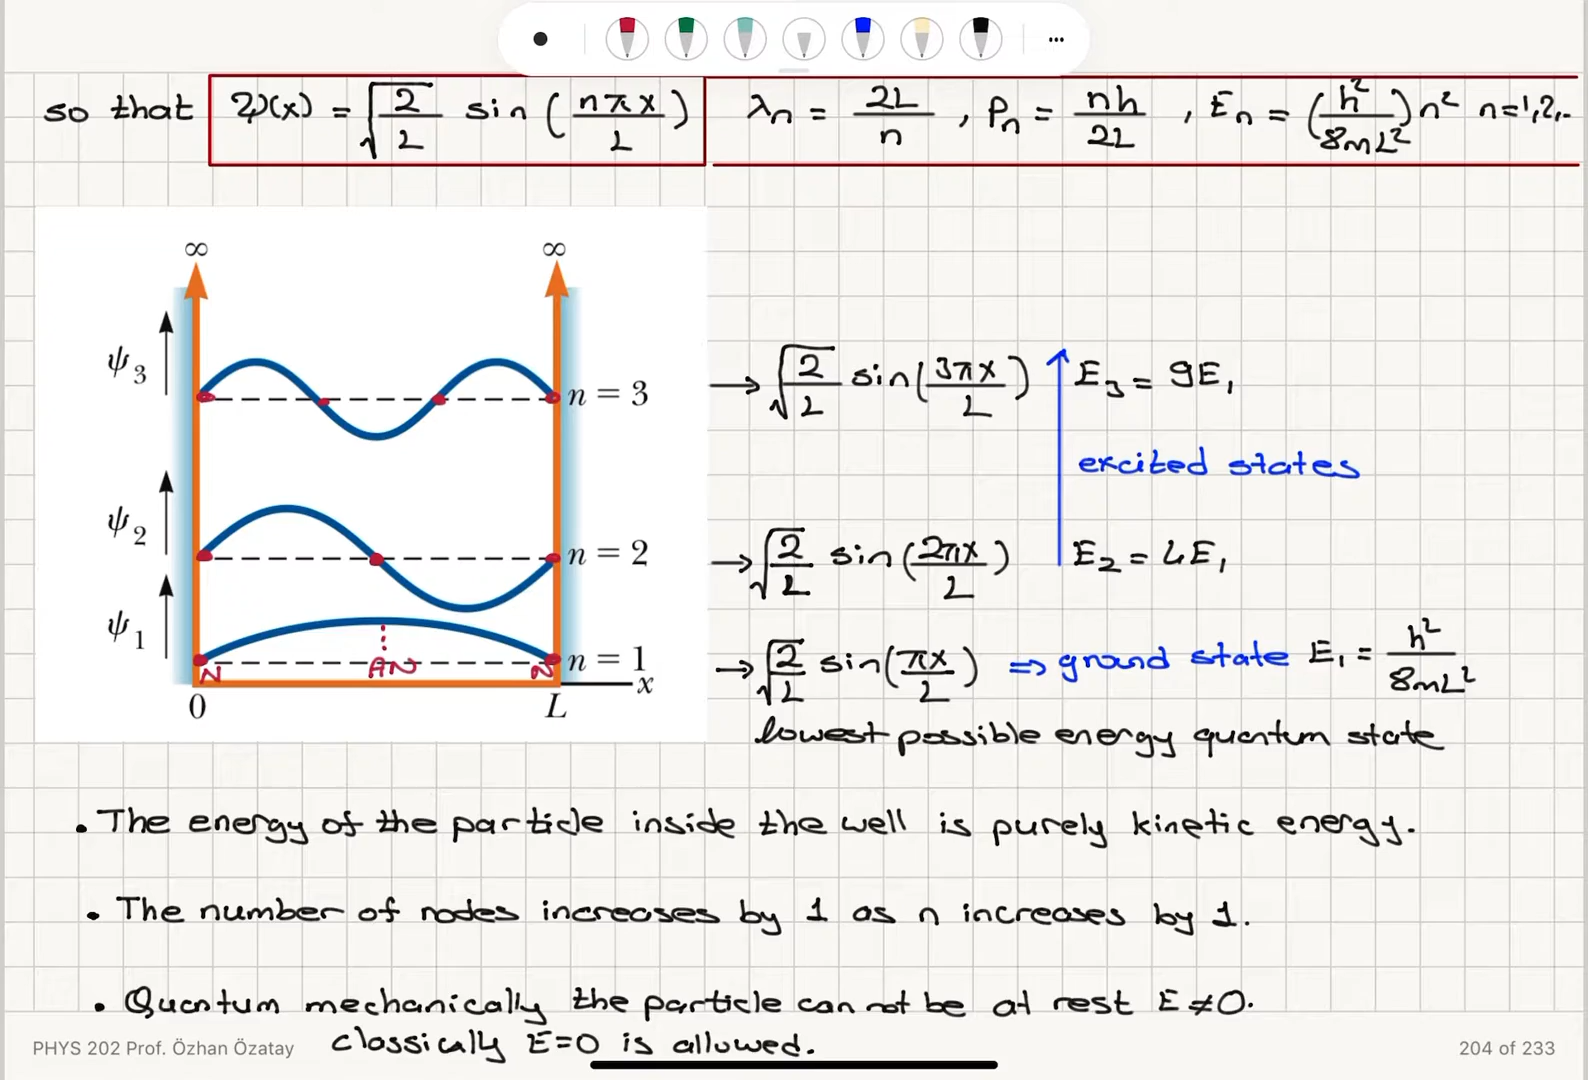 so that ψ(x) = √(2/L) sin(nπx/L) λn = 2L/n , Pn = nh/2L , En = (h²/8mL²)n² n=1,2,..
∞ ∞
ψ3 n = 3 → √(2/L) sin(3πx/L) E3 = 9E1
excited states
ψ2 n = 2 → √(2/L) sin(2πx/L) E2 = 4E1
ψ1 N AN N n = 1 → √(2/L) sin(πx/L) ⇒ ground state E1 = h²/8mL²
0 L x
lowest possible energy quantum state
• The energy of the particle inside the well is purely kinetic energy.
• The number of nodes increases by 1 as n increases by 1.
• Quantum mechanically the particle can not be at rest E ≠ 0.
classically E=0 is allowed.
PHYS 202 Prof. Özhan Özatay
204 of 233